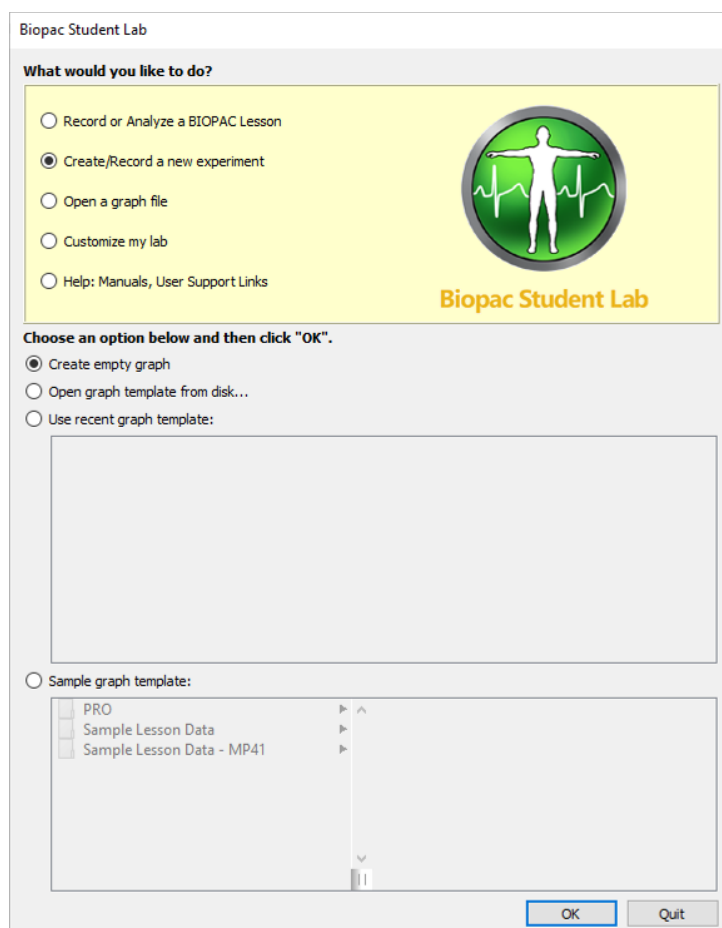 Biopac Student Lab
What would you like to do?
Record or Analyze a BIOPAC Lesson
Create/Record a new experiment
Open a graph file
Customize my lab
Help: Manuals, User Support Links
Biopac Student Lab
Choose an option below and then click "OK".
Create empty graph
Open graph template from disk...
Use recent graph template:
Sample graph template:
PRO
Sample Lesson Data
Sample Lesson Data - MP41
OK Quit